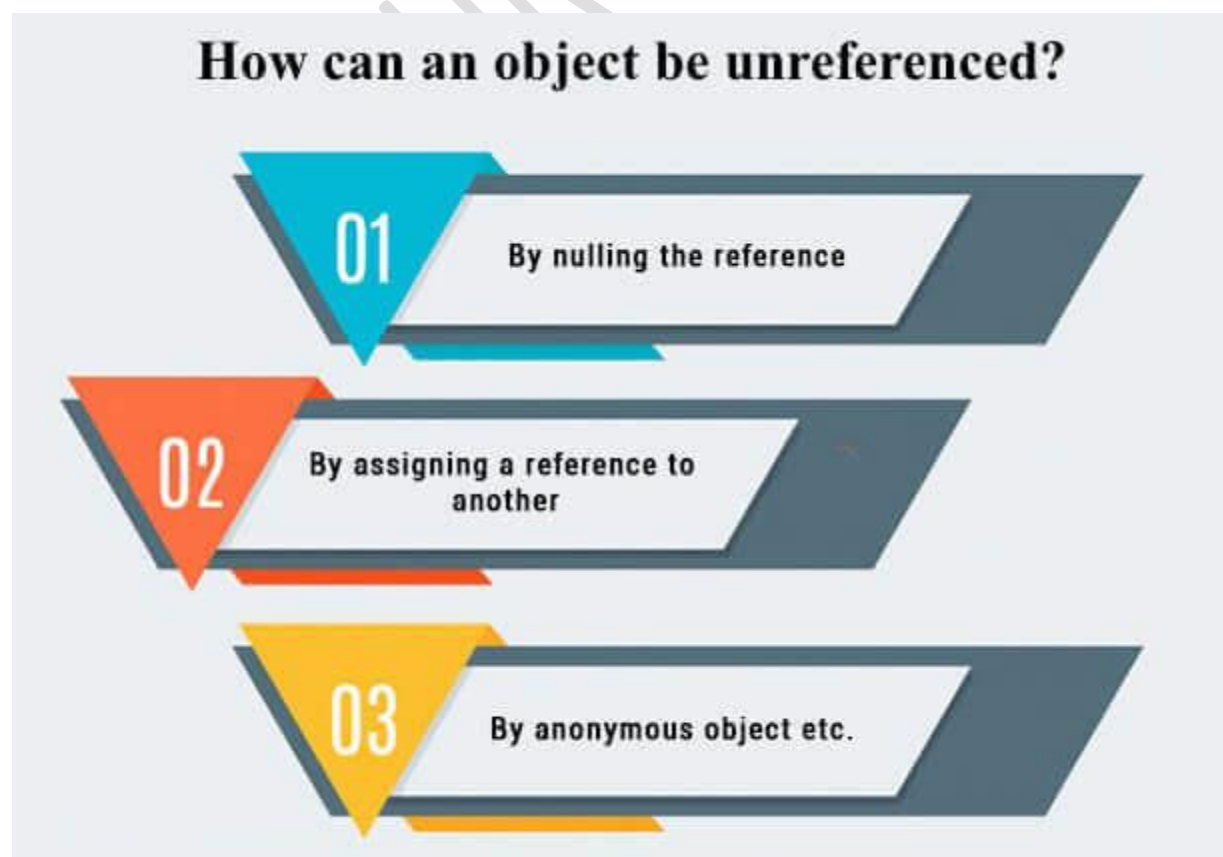 How can an object be unreferenced?
01
By nulling the reference
02
By assigning a reference to
another
03
By anonymous object etc.